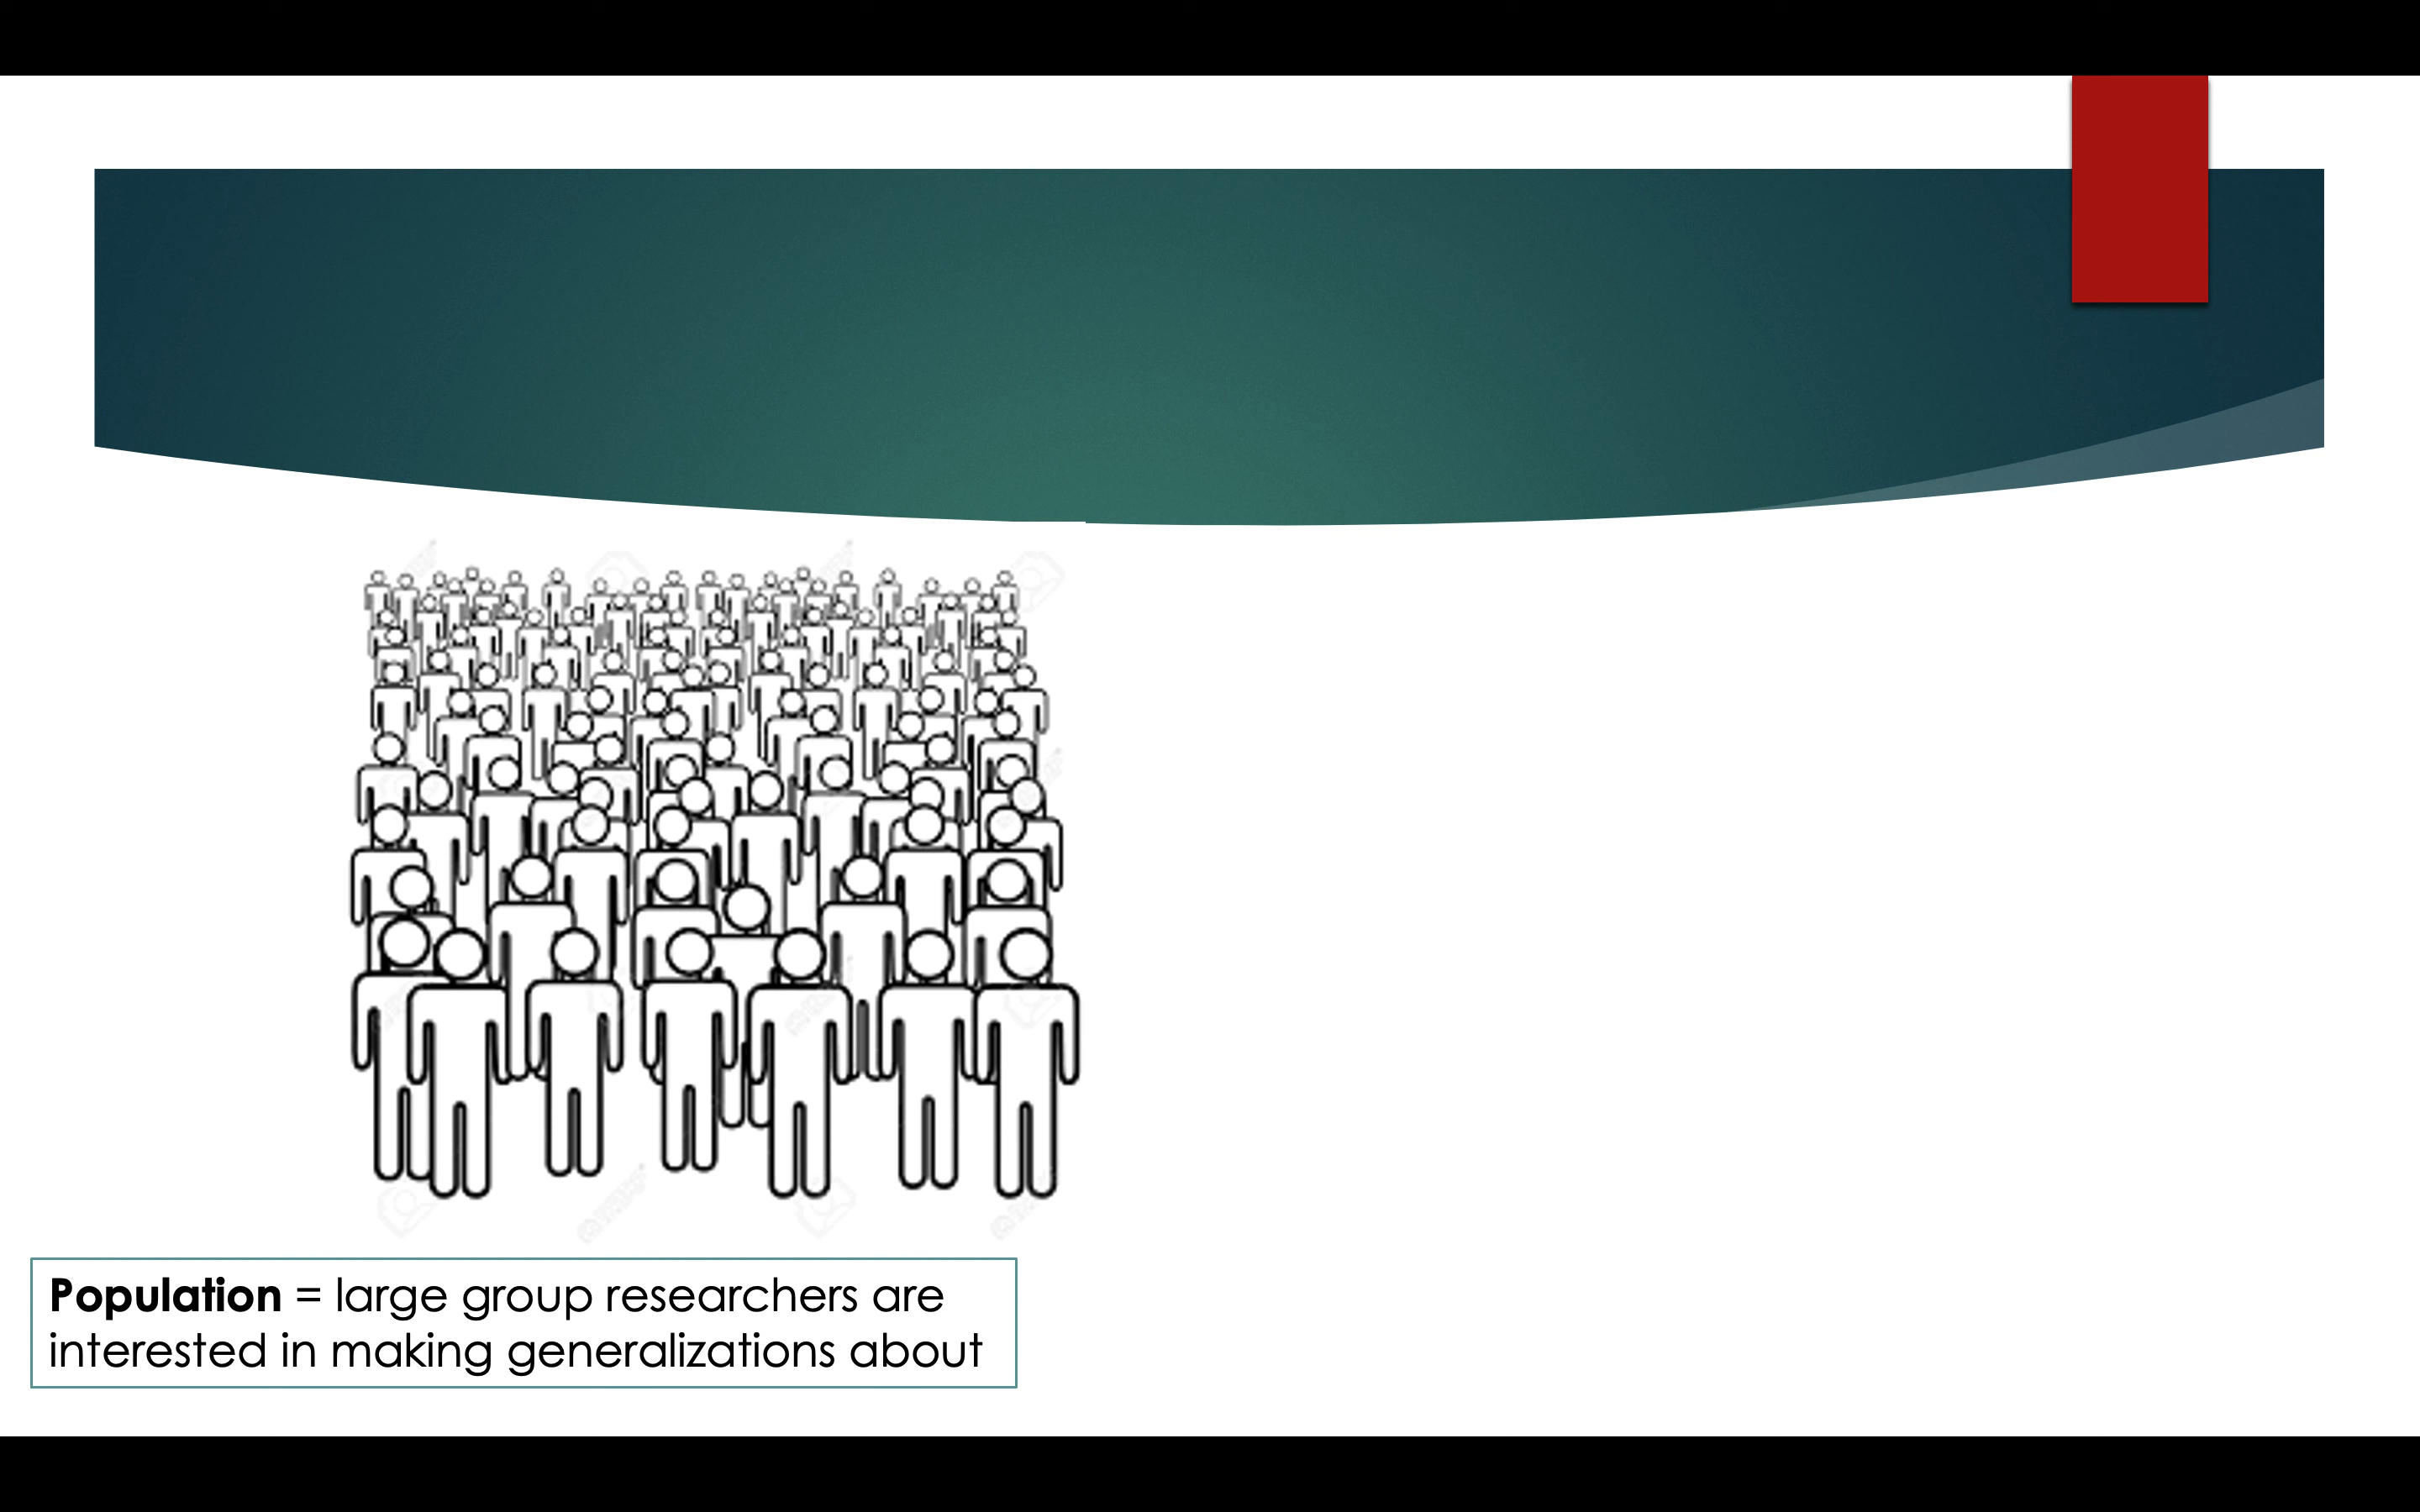 Population = large group researchers are
interested in making generalizations about